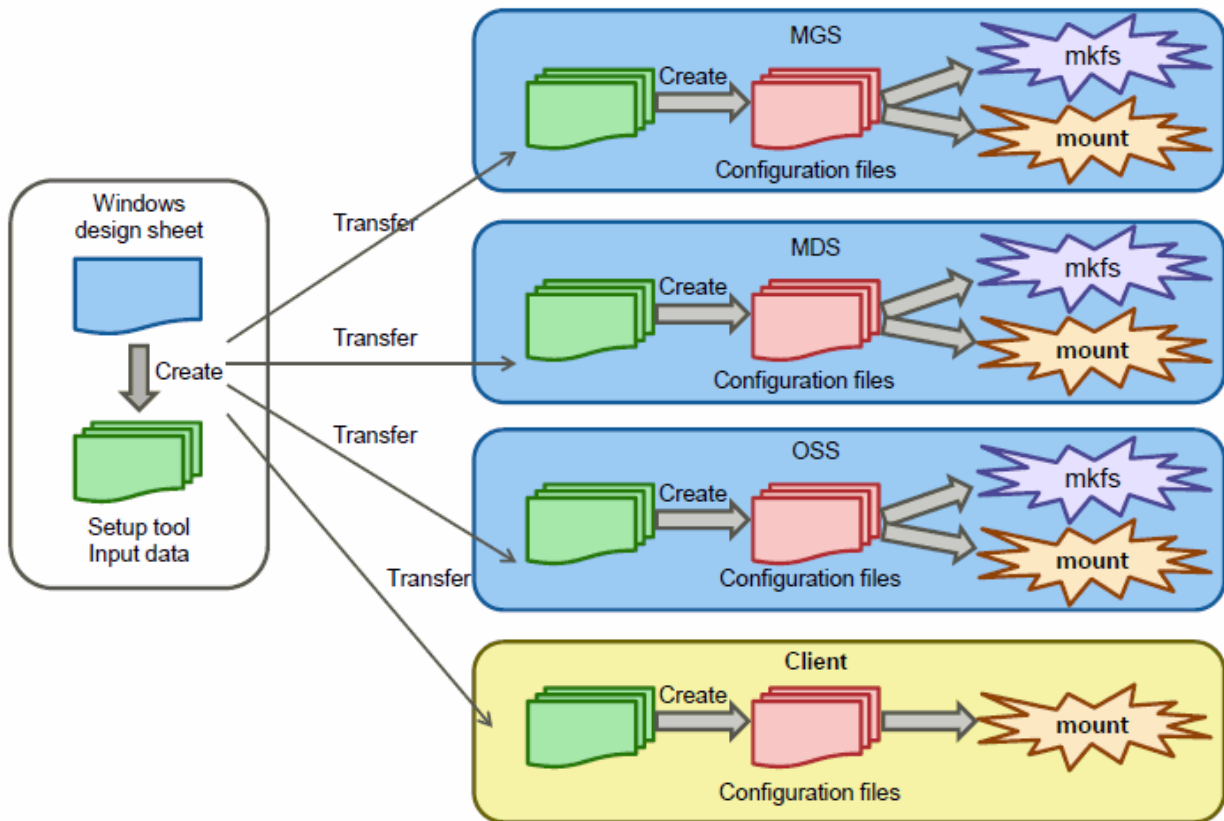 Windows
design sheet
Create
Setup tool
Input data
Transfer
Transfer
Transfer
Transfer
MGS
Create
Configuration files
mkfs
mount
MDS
Create
Configuration files
mkfs
mount
OSS
Create
Configuration files
mkfs
mount
Client
Create
Configuration files
mount